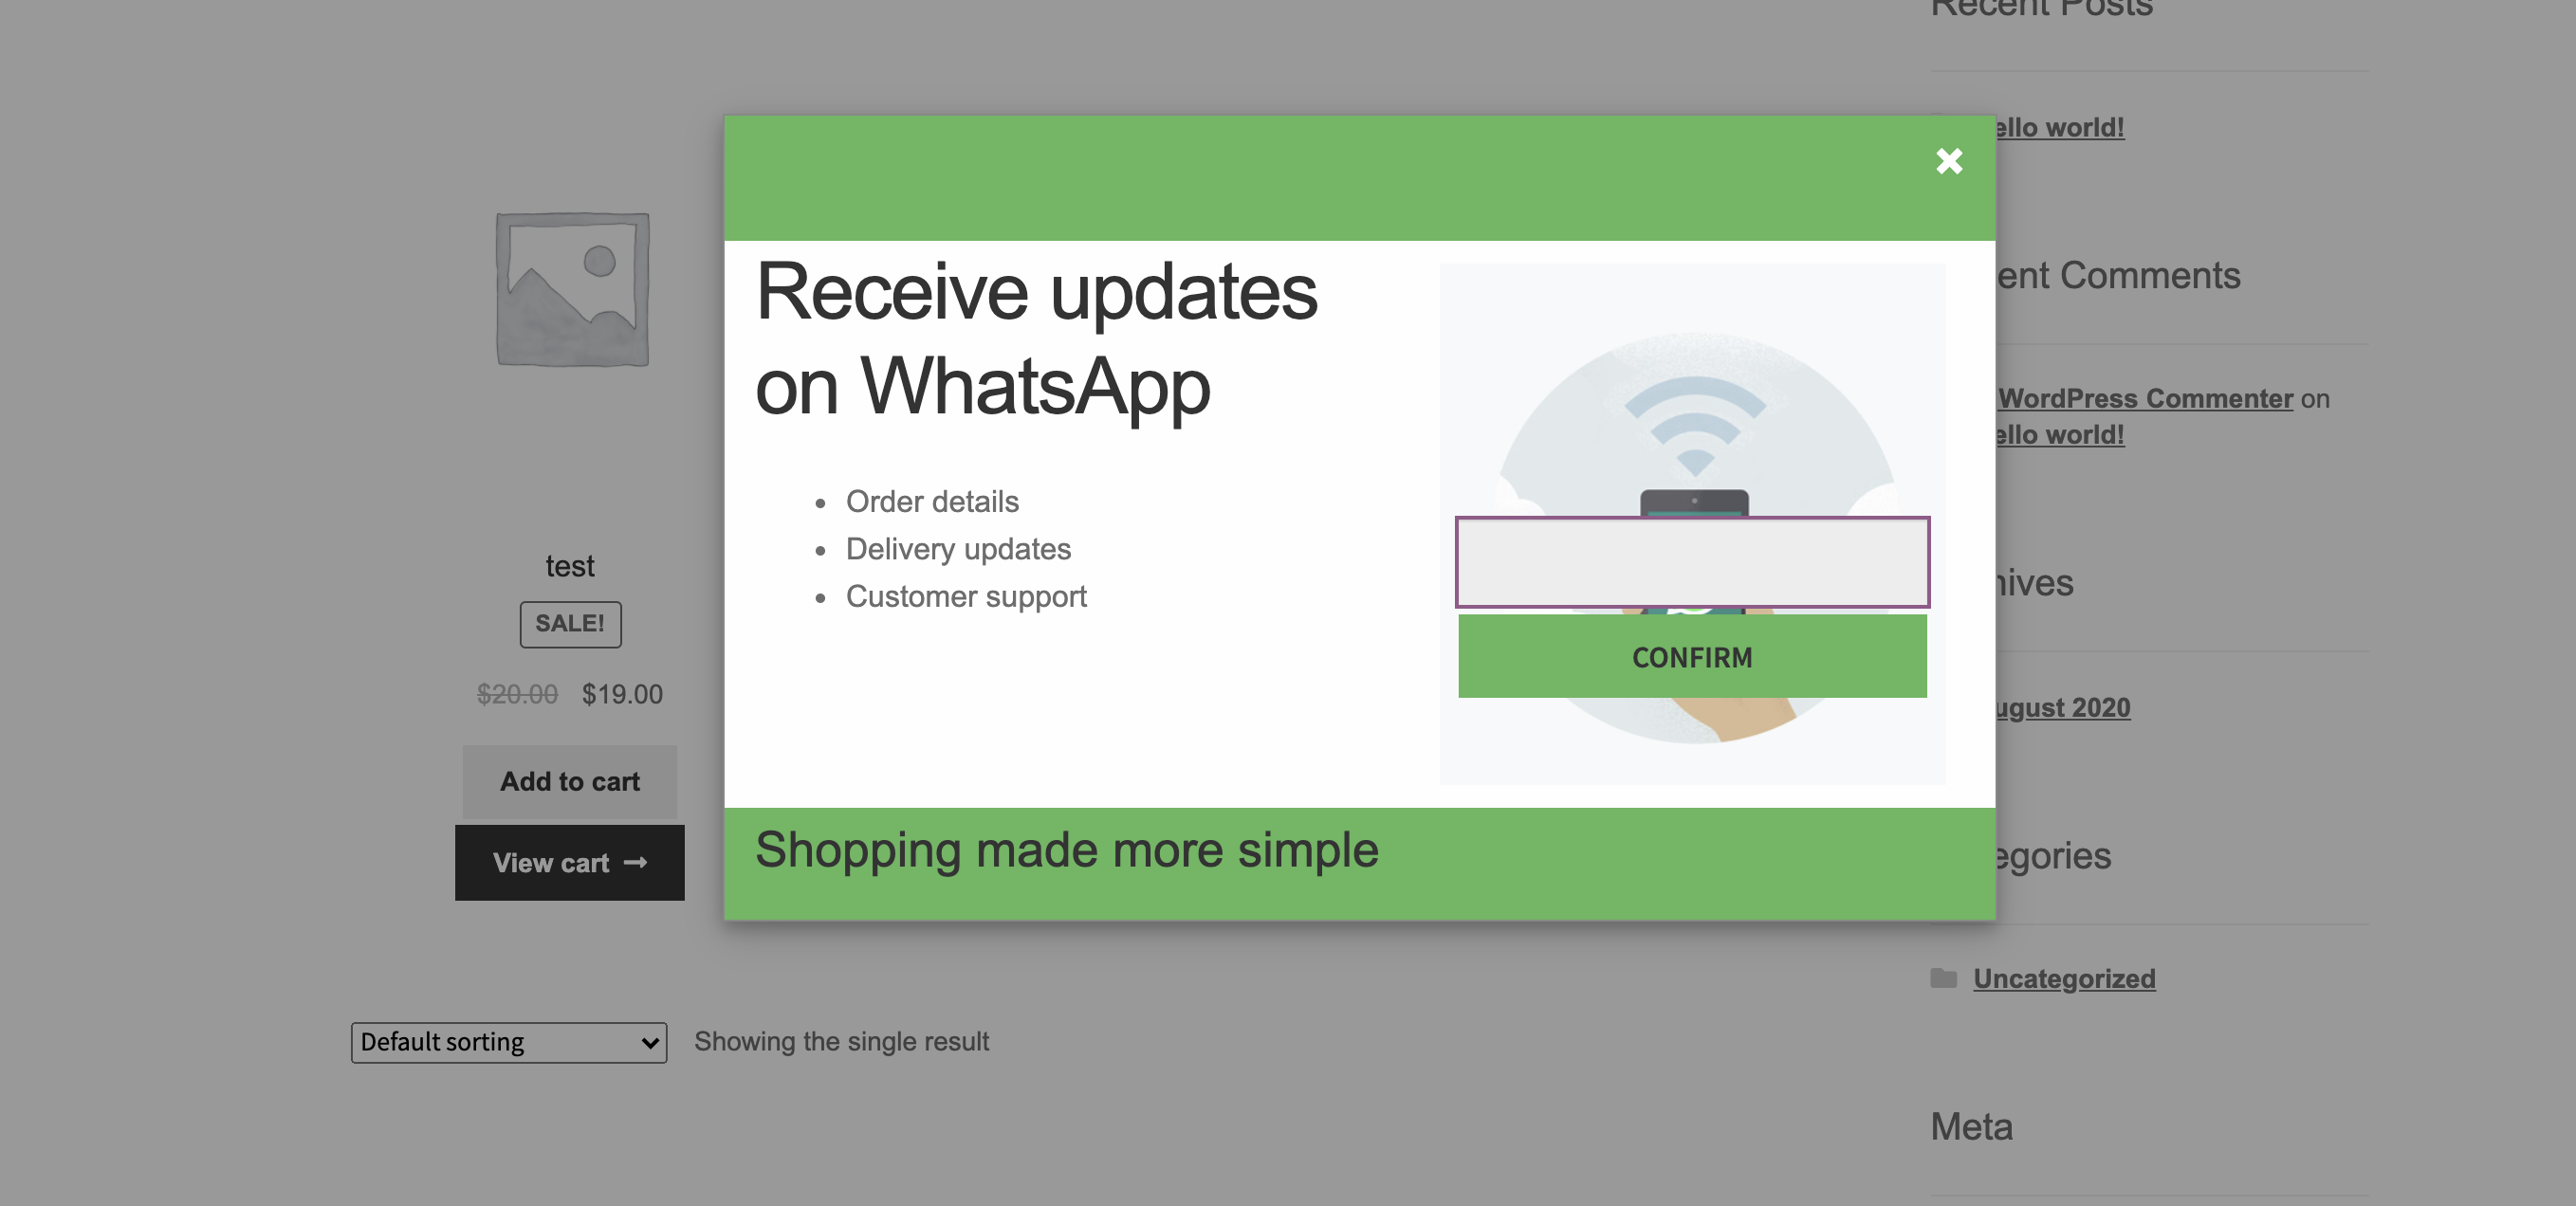 Recent Posts
ello world!
ent Comments
WordPress Commenter on
ello world!
hives
ugust 2020
egories
Uncategorized
Meta
Receive updates
on WhatsApp
Order details
Delivery updates
Customer support
CONFIRM
Shopping made more simple
test
SALE!
$20.00 $19.00
Add to cart
View cart →
Default sorting
Showing the single result